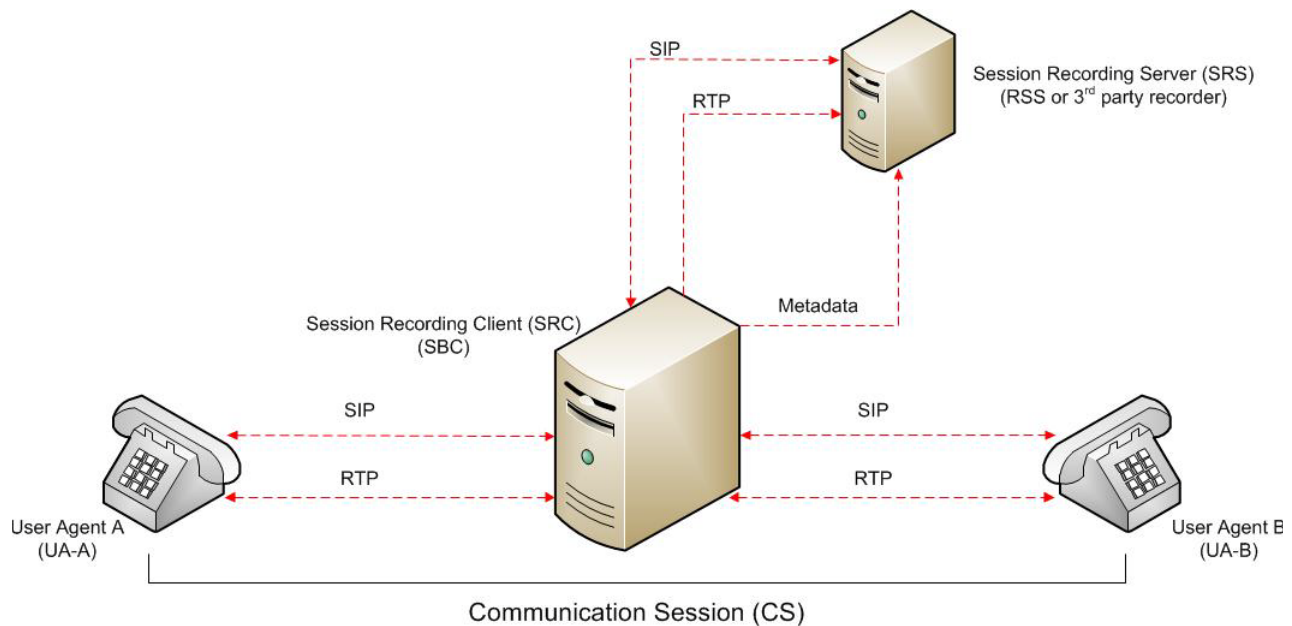 SIP
Session Recording Server (SRS)
(RSS or 3rd party recorder)
RTP
Metadata
Session Recording Client (SRC)
(SBC)
SIP
SIP
RTP
RTP
User Agent A
(UA-A)
User Agent B
(UA-B)
Communication Session (CS)